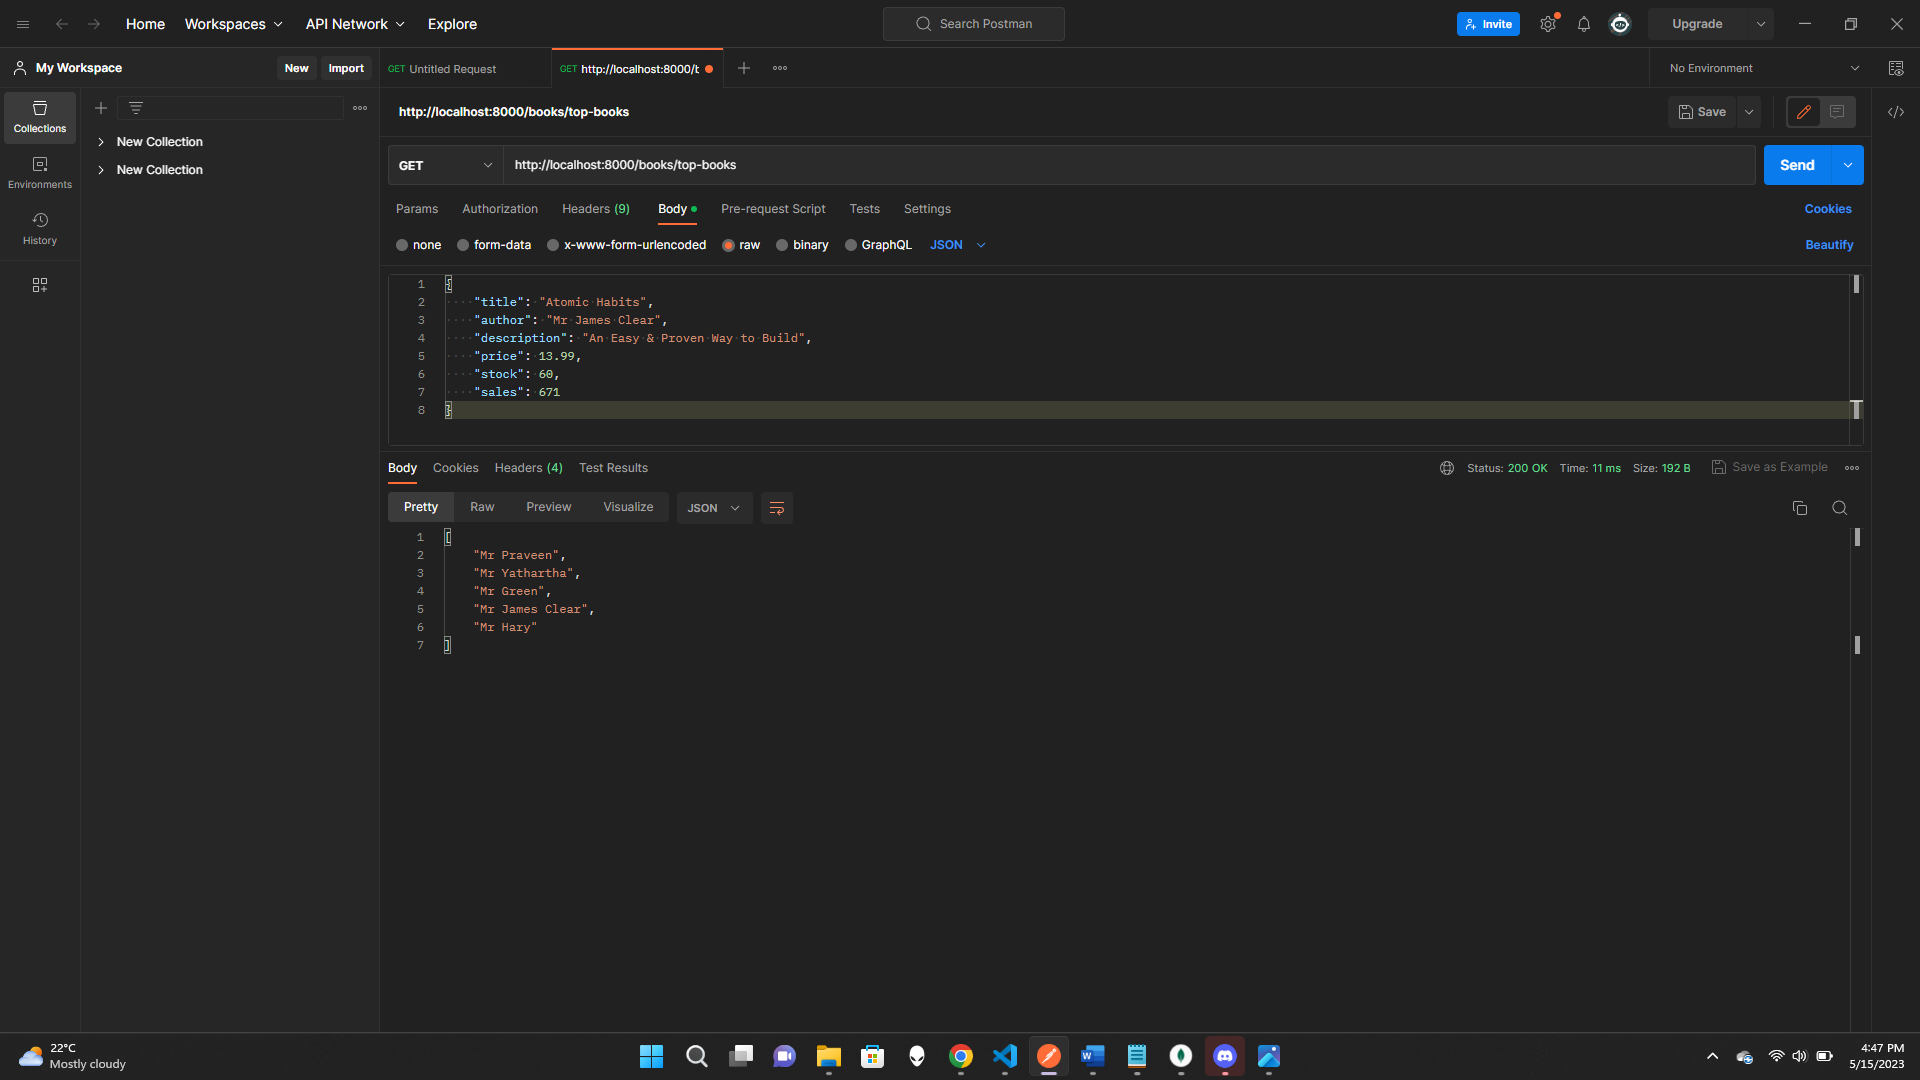 Home Workspaces API Network Explore Search Postman Invite Upgrade
My Workspace New Import GET Untitled Request GET http://localhost:8000/b No Environment
Collections
Environments
History
New Collection
New Collection
http://localhost:8000/books/top-books Save
GET http://localhost:8000/books/top-books Send
Params Authorization Headers (9) Body Pre-request Script Tests Settings Cookies
none form-data x-www-form-urlencoded raw binary GraphQL JSON Beautify
1 {
2 "title": "Atomic Habits",
3 "author": "Mr James Clear",
4 "description": "An Easy & Proven Way to Build",
5 "price": 13.99,
6 "stock": 60,
7 "sales": 671
8 }
Body Cookies Headers (4) Test Results Status: 200 OK Time: 11 ms Size: 192 B Save as Example
Pretty Raw Preview Visualize JSON
1 [
2 "Mr Praveen",
3 "Mr Yathartha",
4 "Mr Green",
5 "Mr James Clear",
6 "Mr Hary"
7 ]
22°C
Mostly cloudy
4:47 PM
5/15/2023